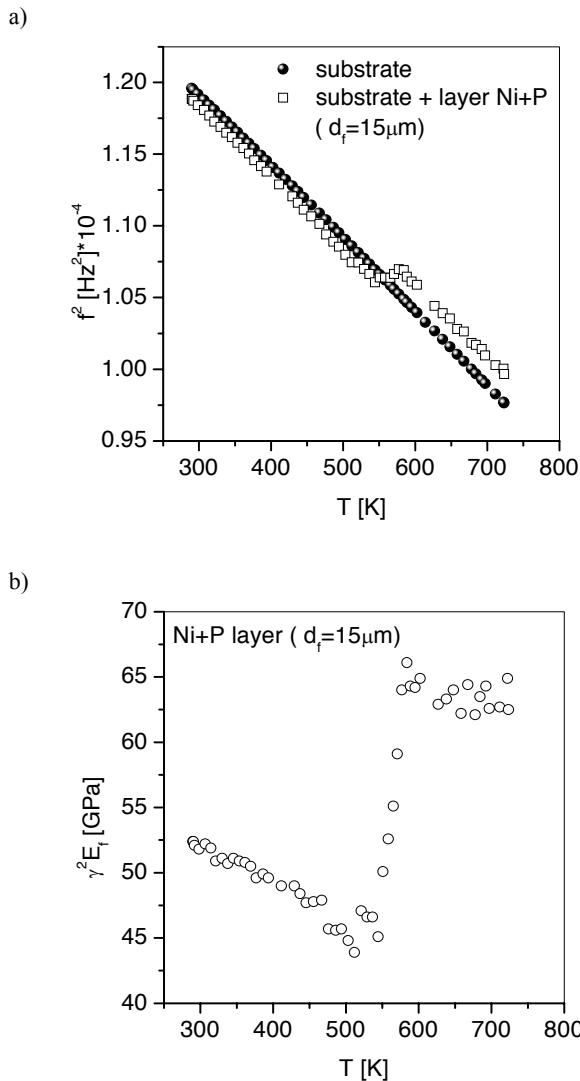 a)
substrate
substrate + layer Ni+P
( d_f=15μm)
1.20
1.15
1.10
1.05
1.00
0.95
f² [Hz²]*10⁻⁴
300 400 500 600 700 800
T [K]
b)
Ni+P layer ( d_f=15μm)
70
65
60
55
50
45
40
γ²E_f [GPa]
300 400 500 600 700 800
T [K]